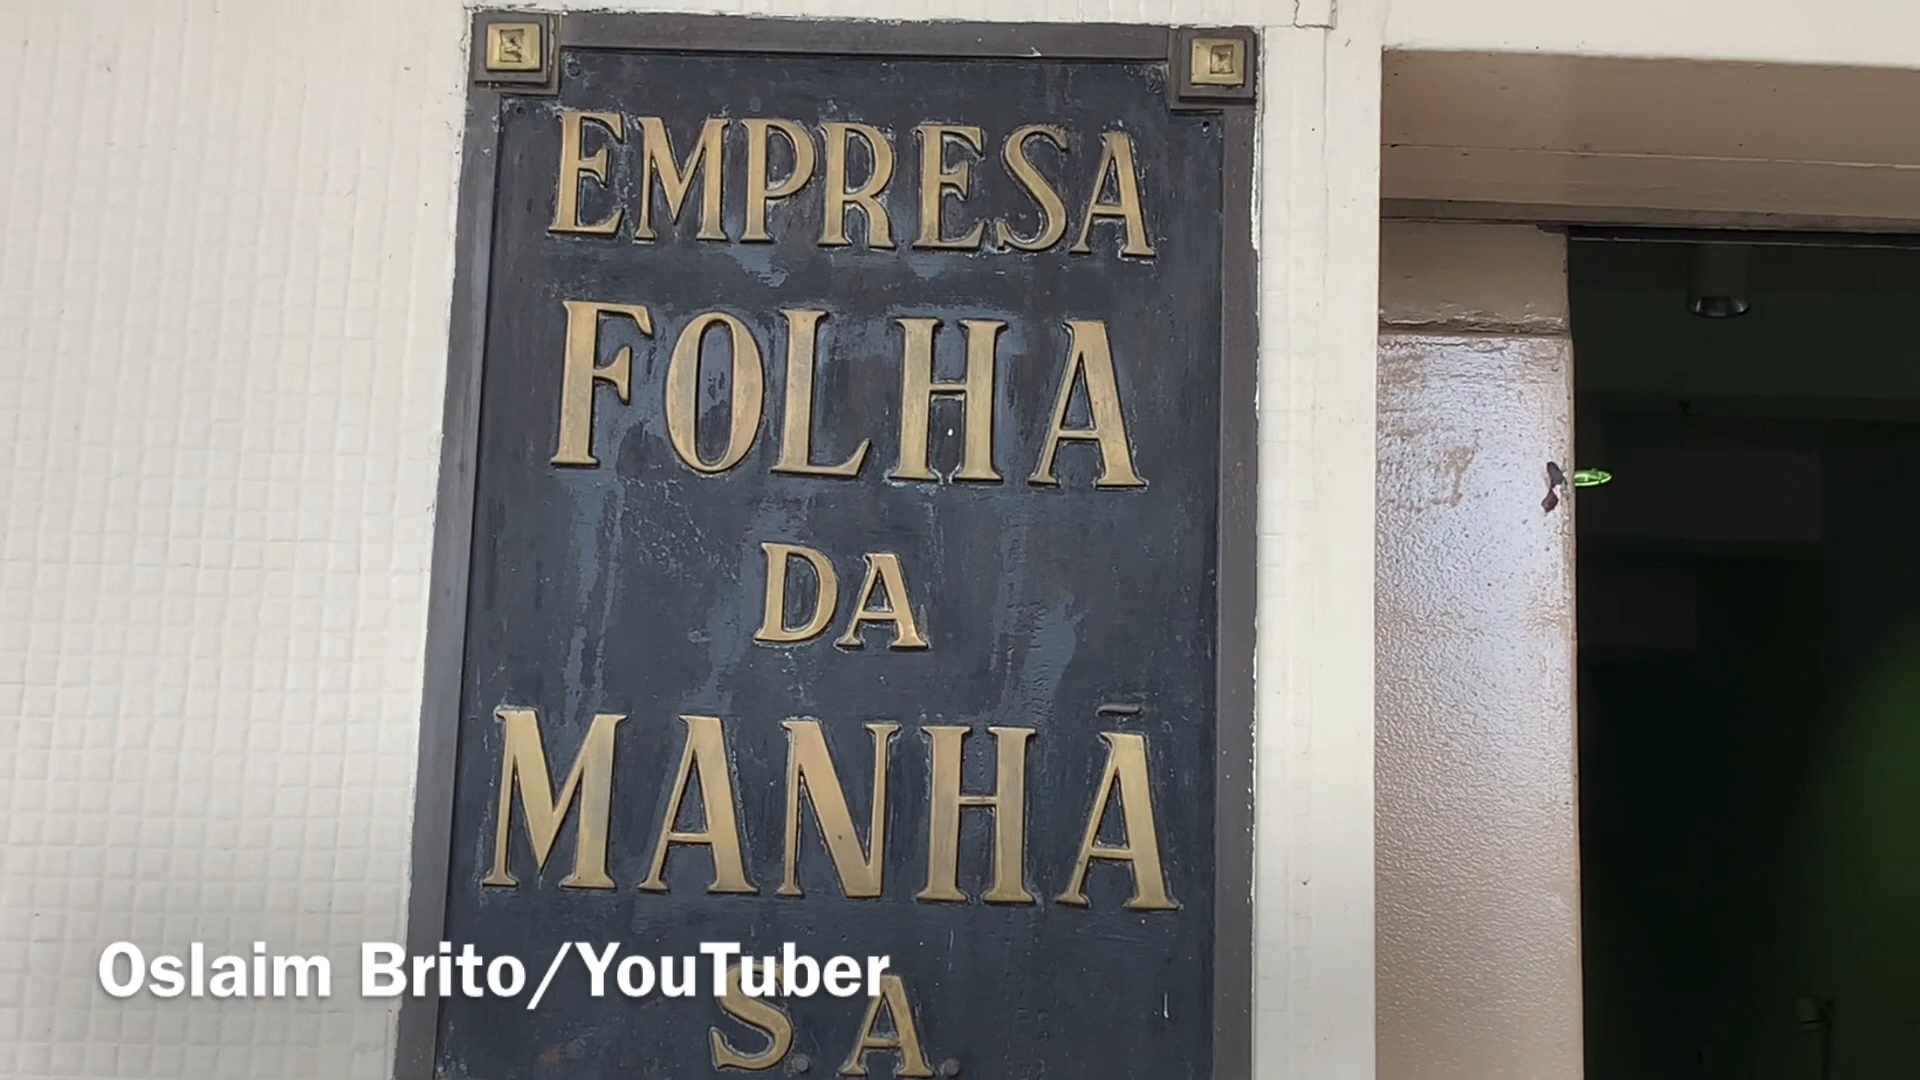 EMPRESA
FOLHA
DA
MANHÃ
S.A.
Oslaim Brito/YouTuber